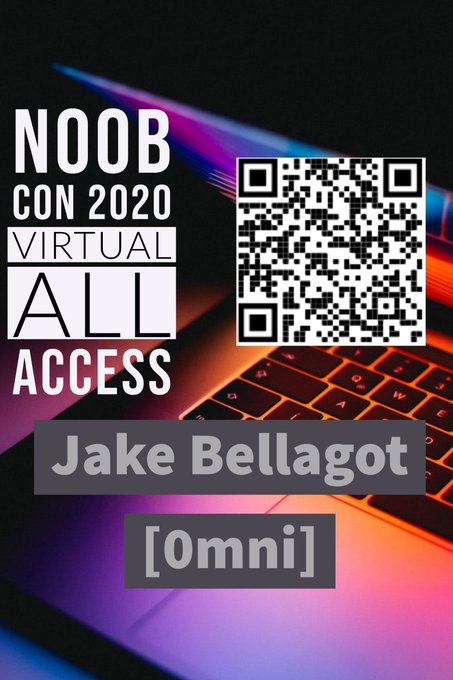 NOOB
CON 2020
VIRTUAL
ALL
ACCESS
Jake Bellagot
[0mni]